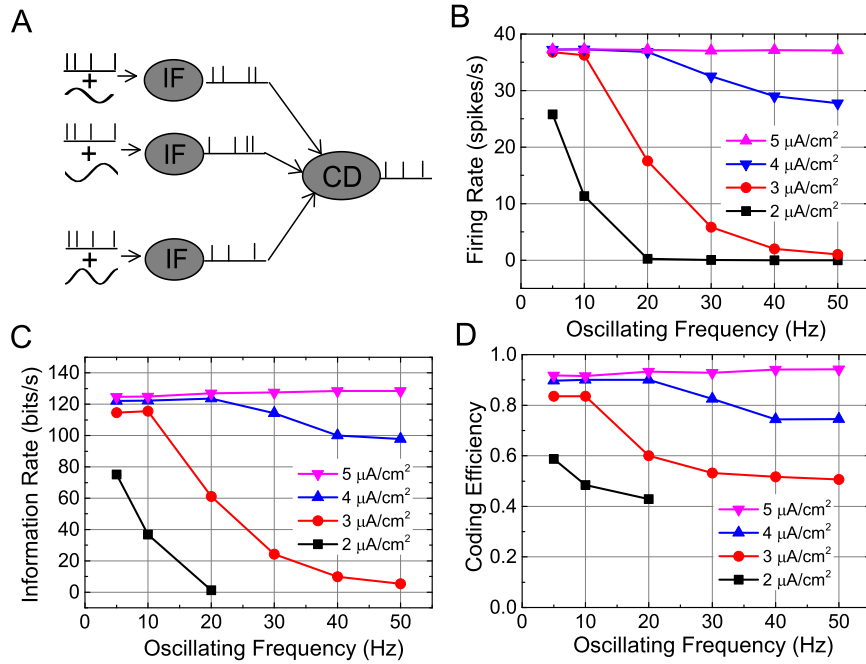 A
IF
+
IF
+
CD
IF
+
B
Firing Rate (spikes/s)
40
30
20
10
0
5 μA/cm²
4 μA/cm²
3 μA/cm²
2 μA/cm²
0 10 20 30 40 50
Oscillating Frequency (Hz)
C
Information Rate (bits/s)
140
120
100
80
60
40
20
0
5 μA/cm²
4 μA/cm²
3 μA/cm²
2 μA/cm²
0 10 20 30 40 50
Oscillating Frequency (Hz)
D
Coding Efficiency
1.0
0.8
0.6
0.4
0.2
0.0
5 μA/cm²
4 μA/cm²
3 μA/cm²
2 μA/cm²
0 10 20 30 40 50
Oscillating Frequency (Hz)